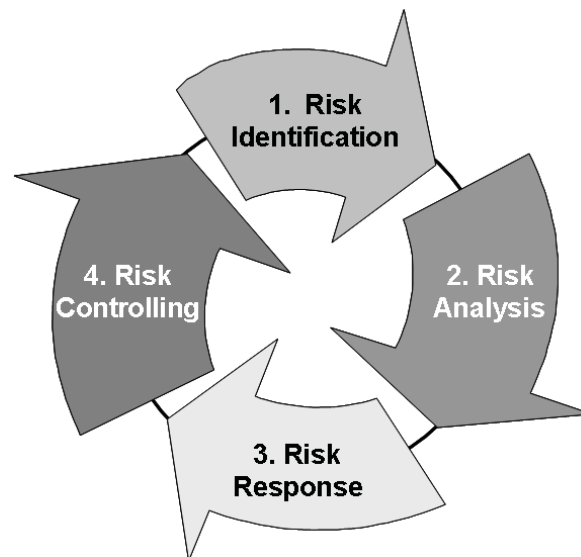 1. Risk
Identification
2. Risk
Analysis
3. Risk
Response
4. Risk
Controlling